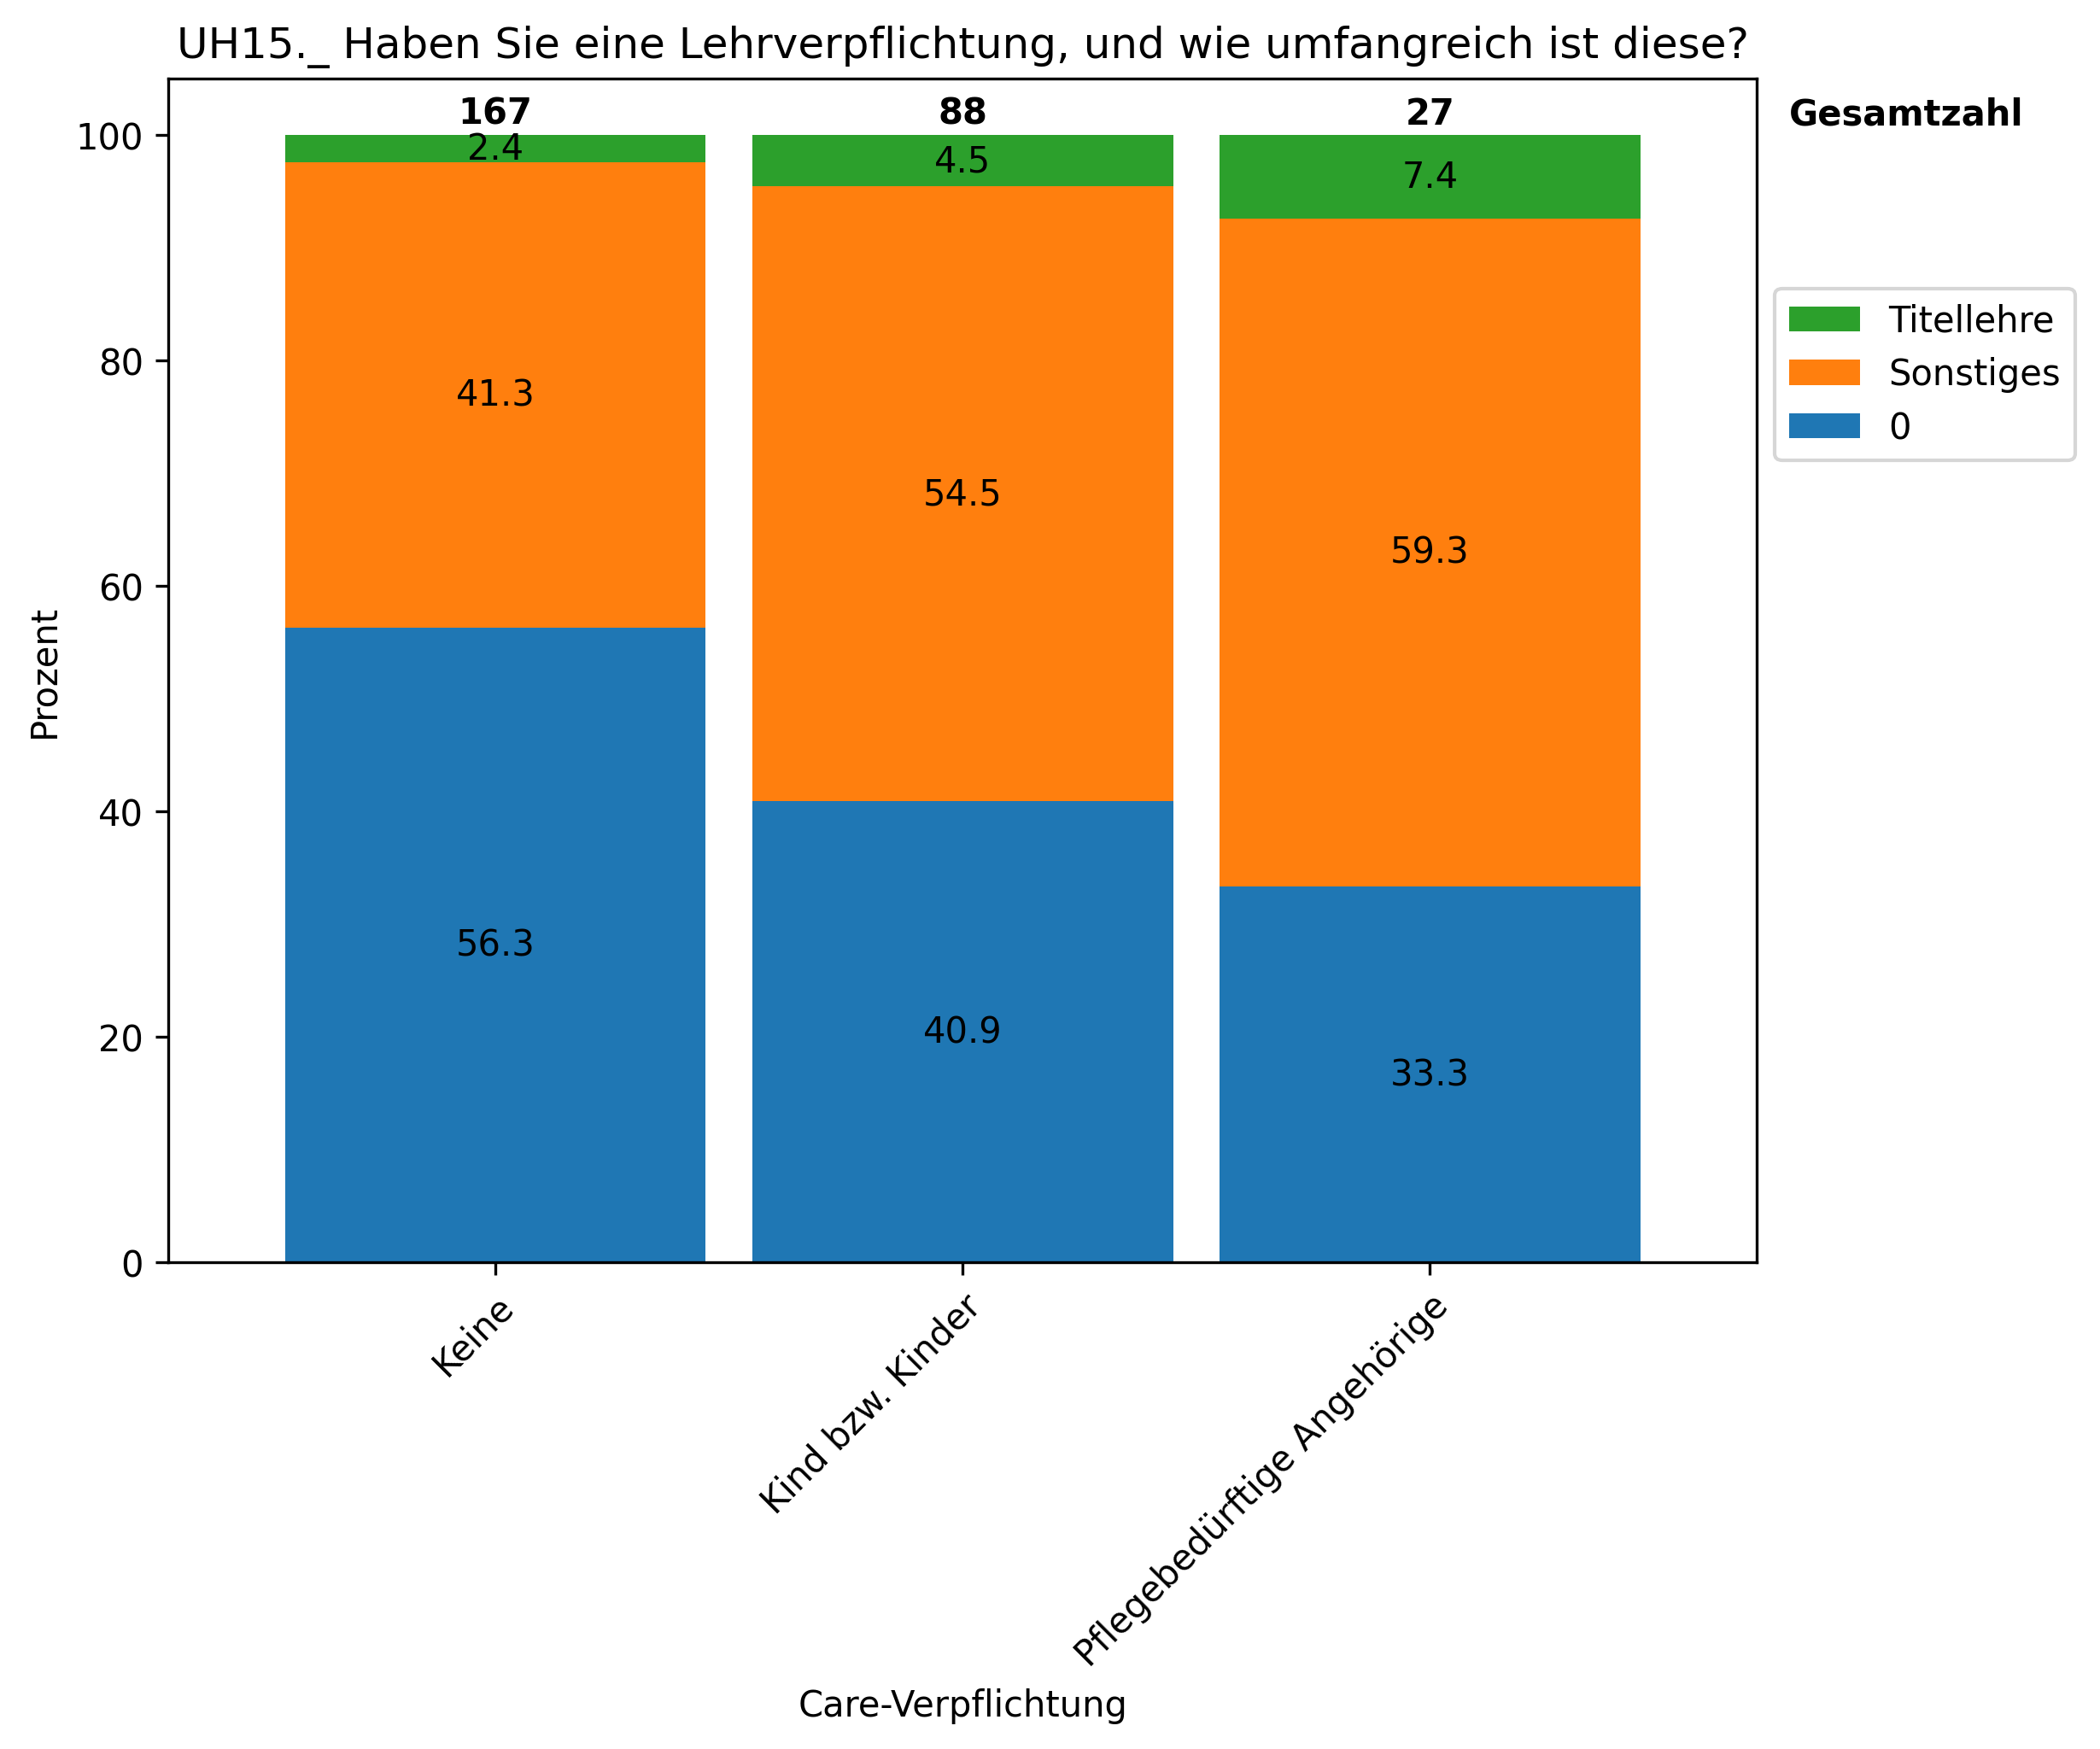 UH15._ Haben Sie eine Lehrverpflichtung, und wie umfangreich ist diese?
167 88 27 Gesamtzahl
100
80
60
40
20
0
Prozent
2.4
41.3
56.3
4.5
54.5
40.9
7.4
59.3
33.3
Titellehre
Sonstiges
0
Keine
Kind bzw. Kinder
Pflegebedürftige Angehörige
Care-Verpflichtung